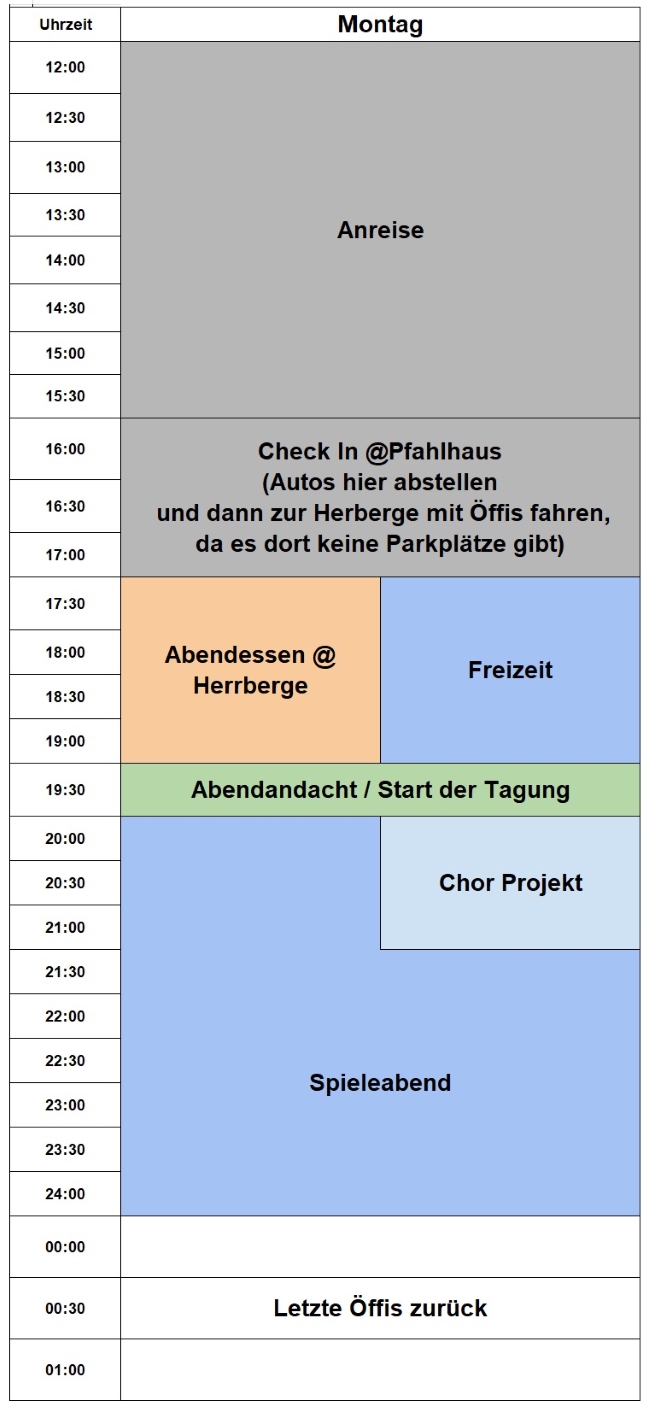 Uhrzeit Montag
12:00
12:30
13:00
13:30
Anreise
14:00
14:30
15:00
15:30
16:00
Check In @Pfahlhaus
(Autos hier abstellen
16:30
und dann zur Herberge mit Öffis fahren,
da es dort keine Parkplätze gibt)
17:00
17:30
18:00
Abendessen @
Herrberge
Freizeit
18:30
19:00
19:30 Abendandacht / Start der Tagung
20:00
20:30 Chor Projekt
21:00
21:30
22:00
22:30
Spieleabend
23:00
23:30
24:00
00:00
00:30 Letzte Öffis zurück
01:00